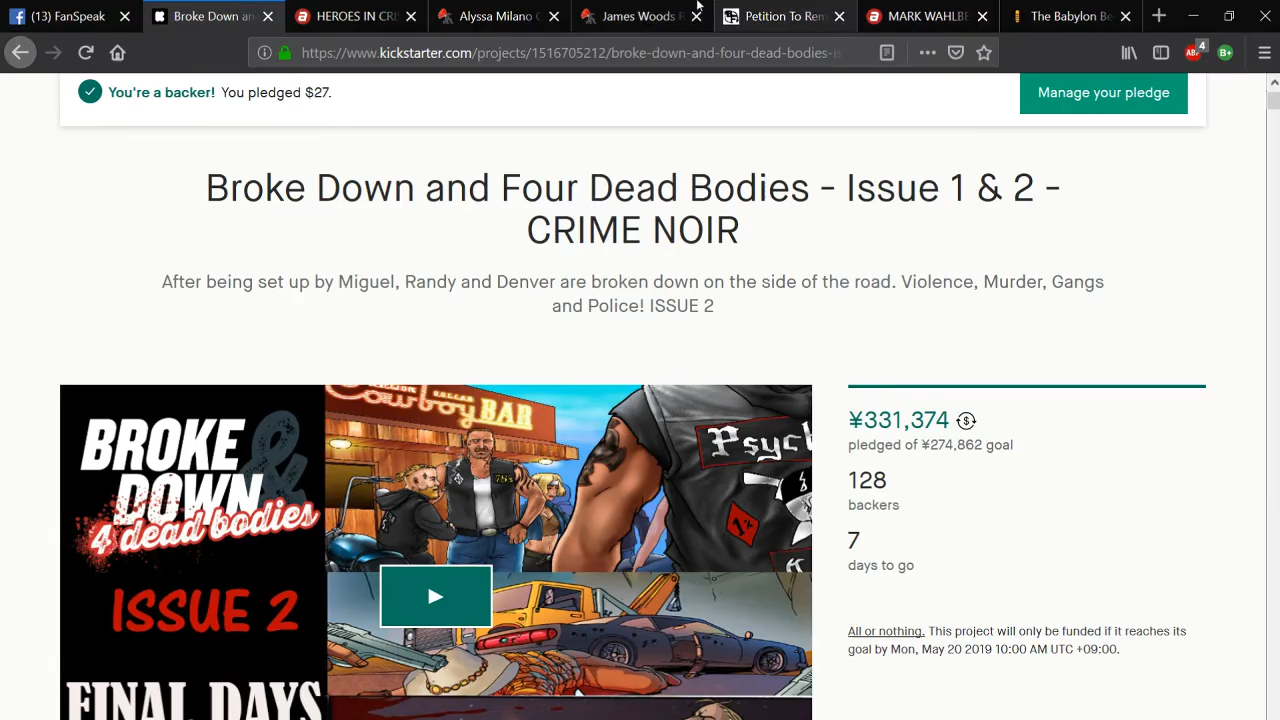 (13) FanSpeak
Broke Down an
HEROES IN CRI
Alyssa Milano C
James Woods R
Petition To Rem
MARK WAHLBE
The Babylon Be
https://www.kickstarter.com/projects/1516705212/broke-down-and-four-dead-bodies-is
ABP
4
B+
You're a backer! You pledged $27.
Manage your pledge
Broke Down and Four Dead Bodies - Issue 1 & 2 -
CRIME NOIR
After being set up by Miguel, Randy and Denver are broken down on the side of the road. Violence, Murder, Gangs
and Police! ISSUE 2
BROKE &
DOWN
4 dead bodies
ISSUE 2
FINAL DAYS
Cowboy BAR
Psyc
¥331,374
pledged of ¥274,862 goal
128
backers
7
days to go
All or nothing. This project will only be funded if it reaches its
goal by Mon, May 20 2019 10:00 AM UTC +09:00.